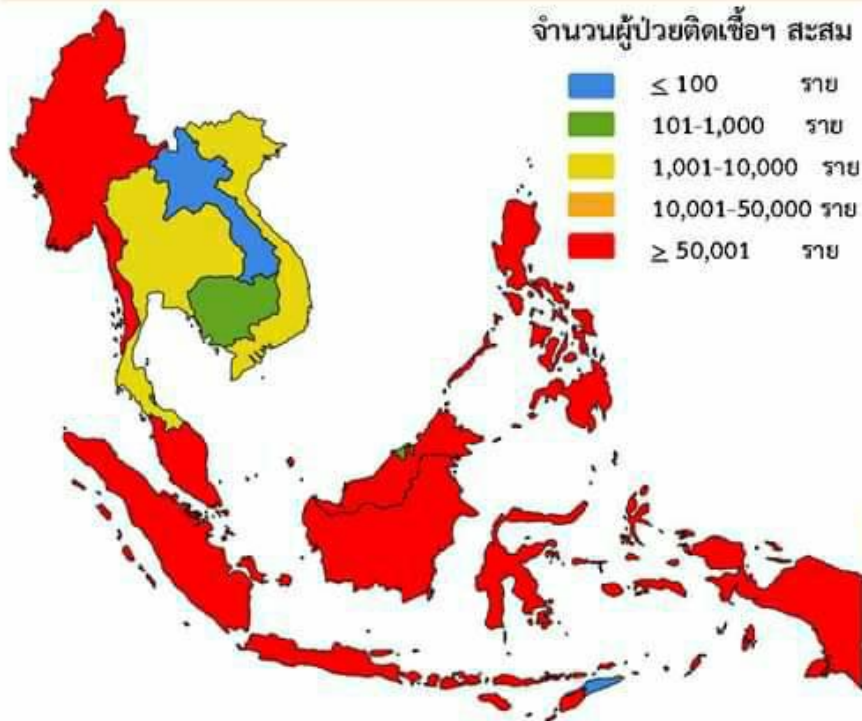 จำนวนผู้ป่วยติดเชื้อฯ สะสม
≤ 100 ราย
101-1,000 ราย
1,001-10,000 ราย
10,001-50,000 ราย
≥ 50,001 ราย